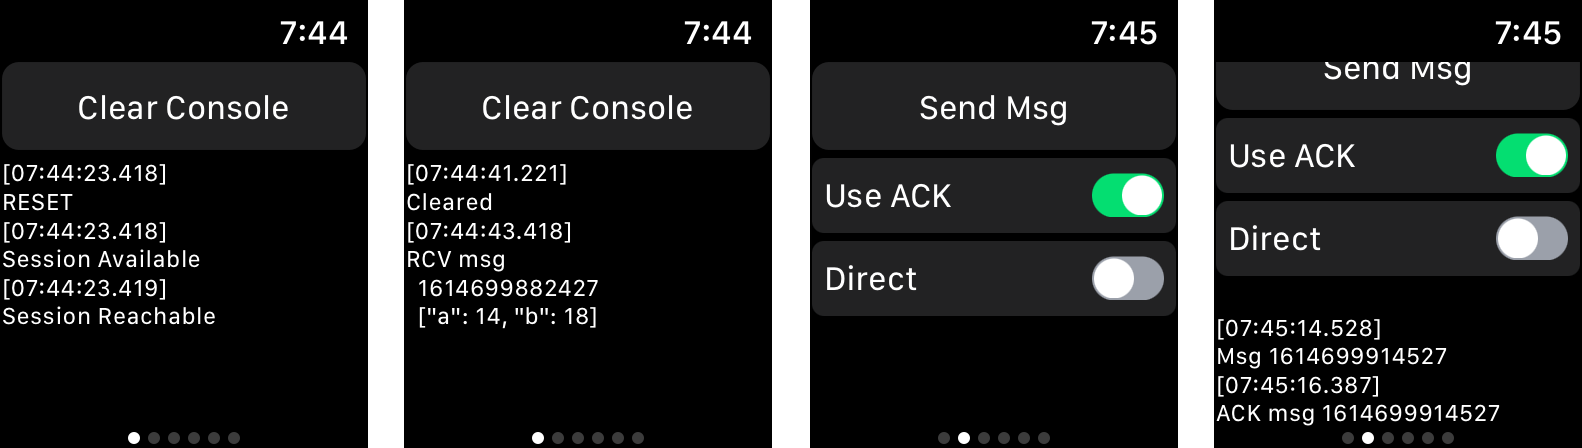 7:44
Clear Console
[07:44:23.418]
RESET
[07:44:23.418]
Session Available
[07:44:23.419]
Session Reachable
7:44
Clear Console
[07:44:41.221]
Cleared
[07:44:43.418]
RCV msg
1614699882427
["a": 14, "b": 18]
7:45
Send Msg
Use ACK
Direct
7:45
Send Msg
Use ACK
Direct
[07:45:14.528]
Msg 1614699914527
[07:45:16.387]
ACK msg 1614699914527